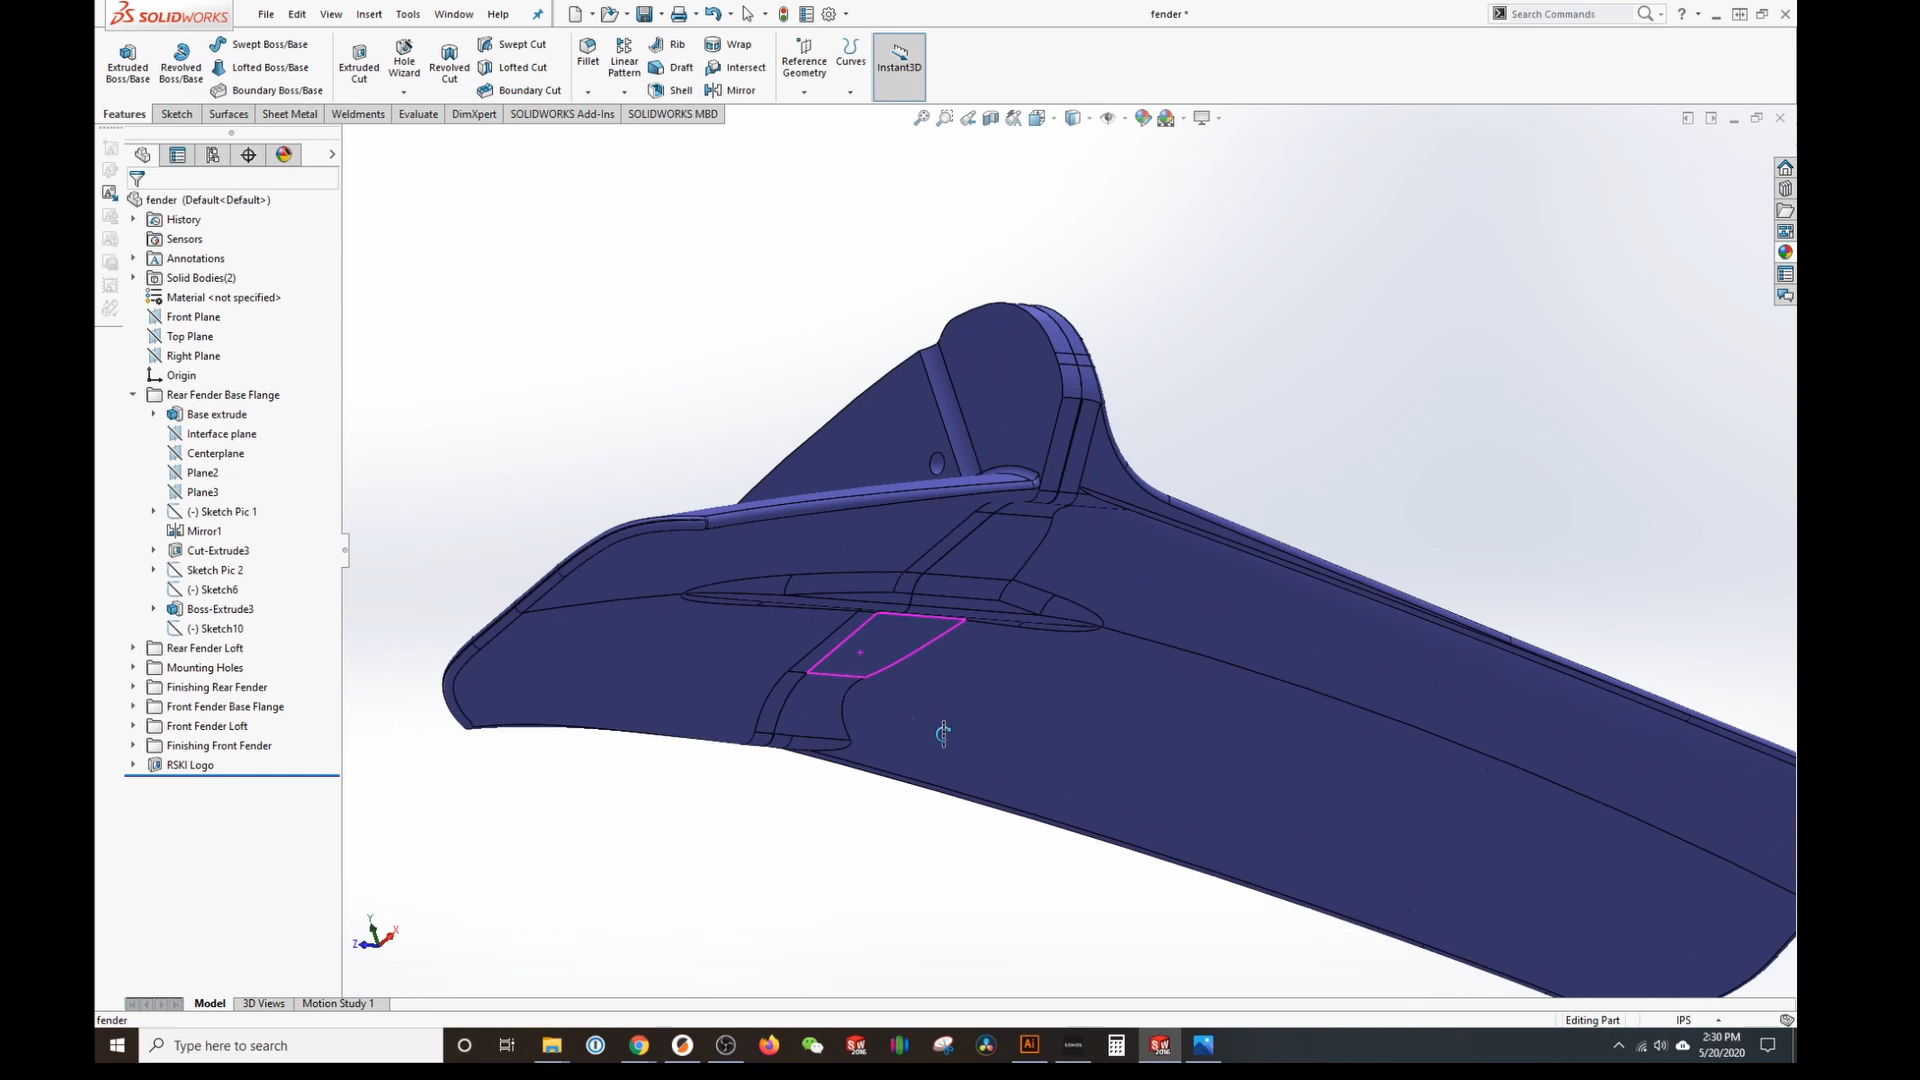 SOLIDWORKS
File Edit View Insert Tools Window Help
fender *
Search Commands
Extruded Boss/Base
Revolved Boss/Base
Swept Boss/Base
Lofted Boss/Base
Boundary Boss/Base
Extruded Cut
Hole Wizard
Revolved Cut
Swept Cut
Lofted Cut
Boundary Cut
Fillet
Linear Pattern
Rib
Draft
Shell
Wrap
Intersect
Mirror
Reference Geometry
Curves
Instant3D
Features Sketch Surfaces Sheet Metal Weldments Evaluate DimXpert SOLIDWORKS Add-Ins SOLIDWORKS MBD
fender (Default<Default>)
History
Sensors
Annotations
Solid Bodies(2)
Material <not specified>
Front Plane
Top Plane
Right Plane
Origin
Rear Fender Base Flange
Base extrude
Interface plane
Centerplane
Plane2
Plane3
(-) Sketch Pic 1
Mirror1
Cut-Extrude3
Sketch Pic 2
(-) Sketch6
Boss-Extrude3
(-) Sketch10
Rear Fender Loft
Mounting Holes
Finishing Rear Fender
Front Fender Base Flange
Front Fender Loft
Finishing Front Fender
RSKI Logo
Y
Z X
Model 3D Views Motion Study 1
fender
Editing Part IPS
Type here to search
SW 2016
Ai
SONOS
SW 2016
2:30 PM
5/20/2020